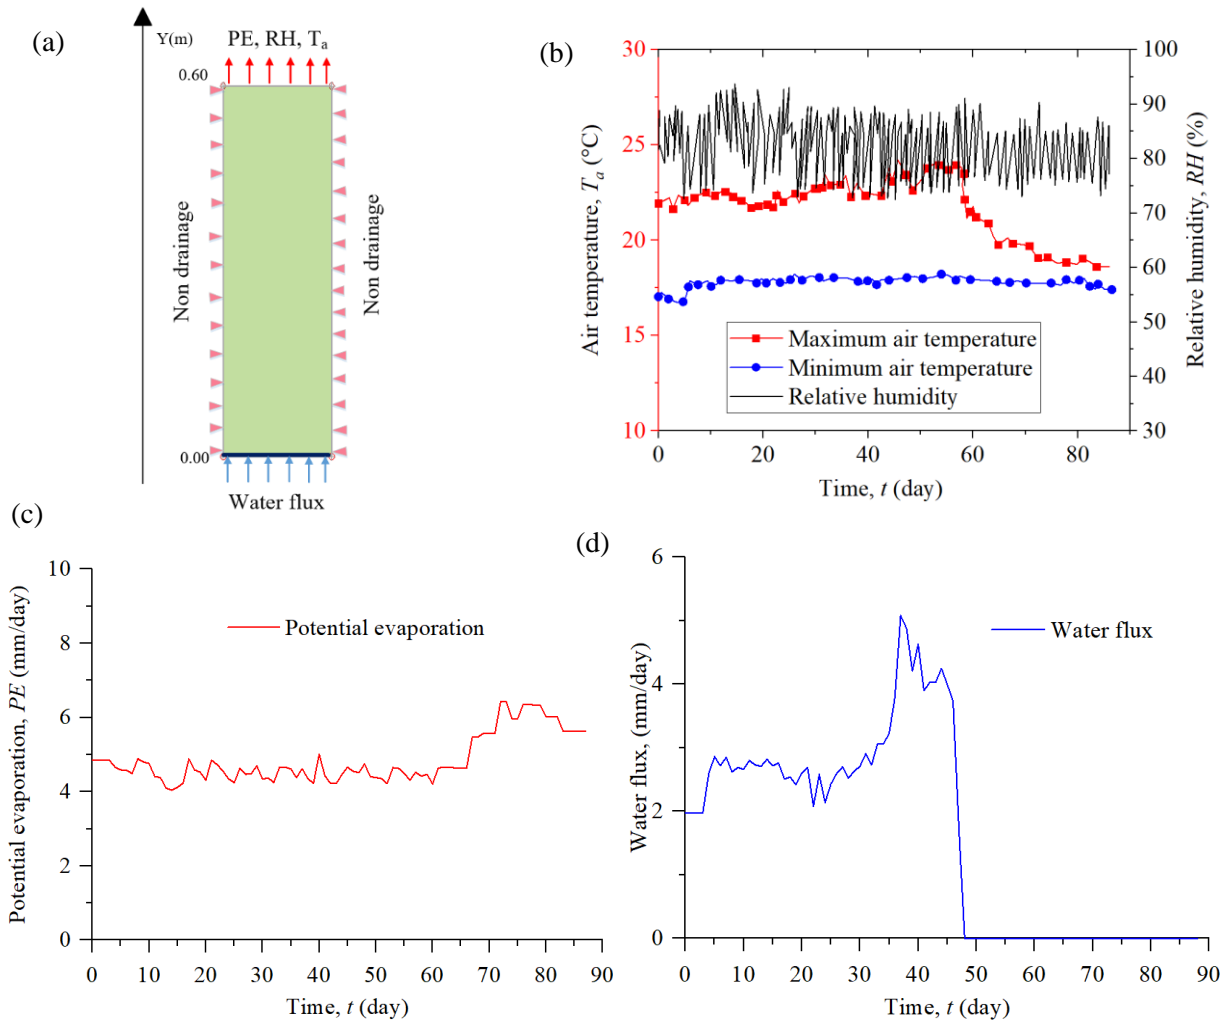 (a)
Y(m)
PE, RH, Tₐ
0.60
Non drainage
Non drainage
0.00
Water flux
(b)
30
25
20
15
10
Air temperature, Tₐ (°C)
100
90
80
70
60
50
40
30
Relative humidity, RH (%)
Maximum air temperature
Minimum air temperature
Relative humidity
0 20 40 60 80
Time, t (day)
(c)
10
8
6
4
2
0
Potential evaporation, PE (mm/day)
Potential evaporation
0 10 20 30 40 50 60 70 80 90
Time, t (day)
(d)
6
4
2
0
Water flux, (mm/day)
Water flux
0 10 20 30 40 50 60 70 80 90
Time, t (day)